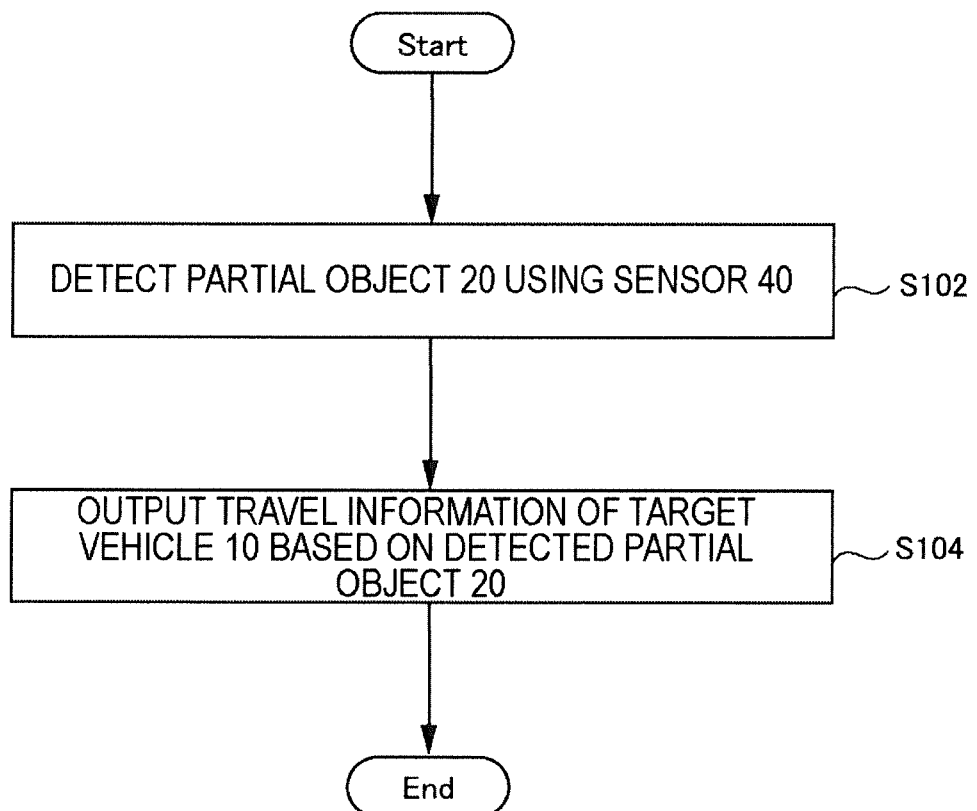 Start
DETECT PARTIAL OBJECT 20 USING SENSOR 40
S102
OUTPUT TRAVEL INFORMATION OF TARGET
VEHICLE 10 BASED ON DETECTED PARTIAL
OBJECT 20
S104
End